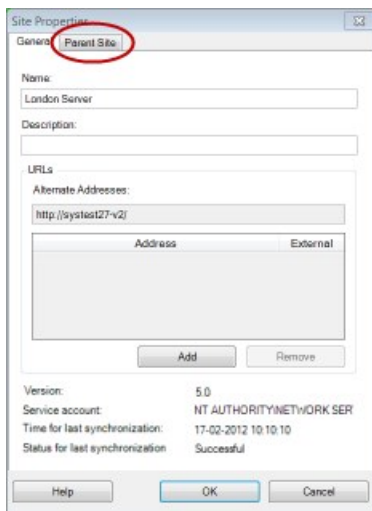 Site Properties
General Parent Site
Name:
London Server
Description:
URLs
Alternate Addresses:
http://systest27-v2/
Address External
Add Remove
Version: 5.0
Service account: NT AUTHORITY\NETWORK SER
Time for last synchronization: 17-02-2012 10:10:10
Status for last synchronization Successful
Help OK Cancel